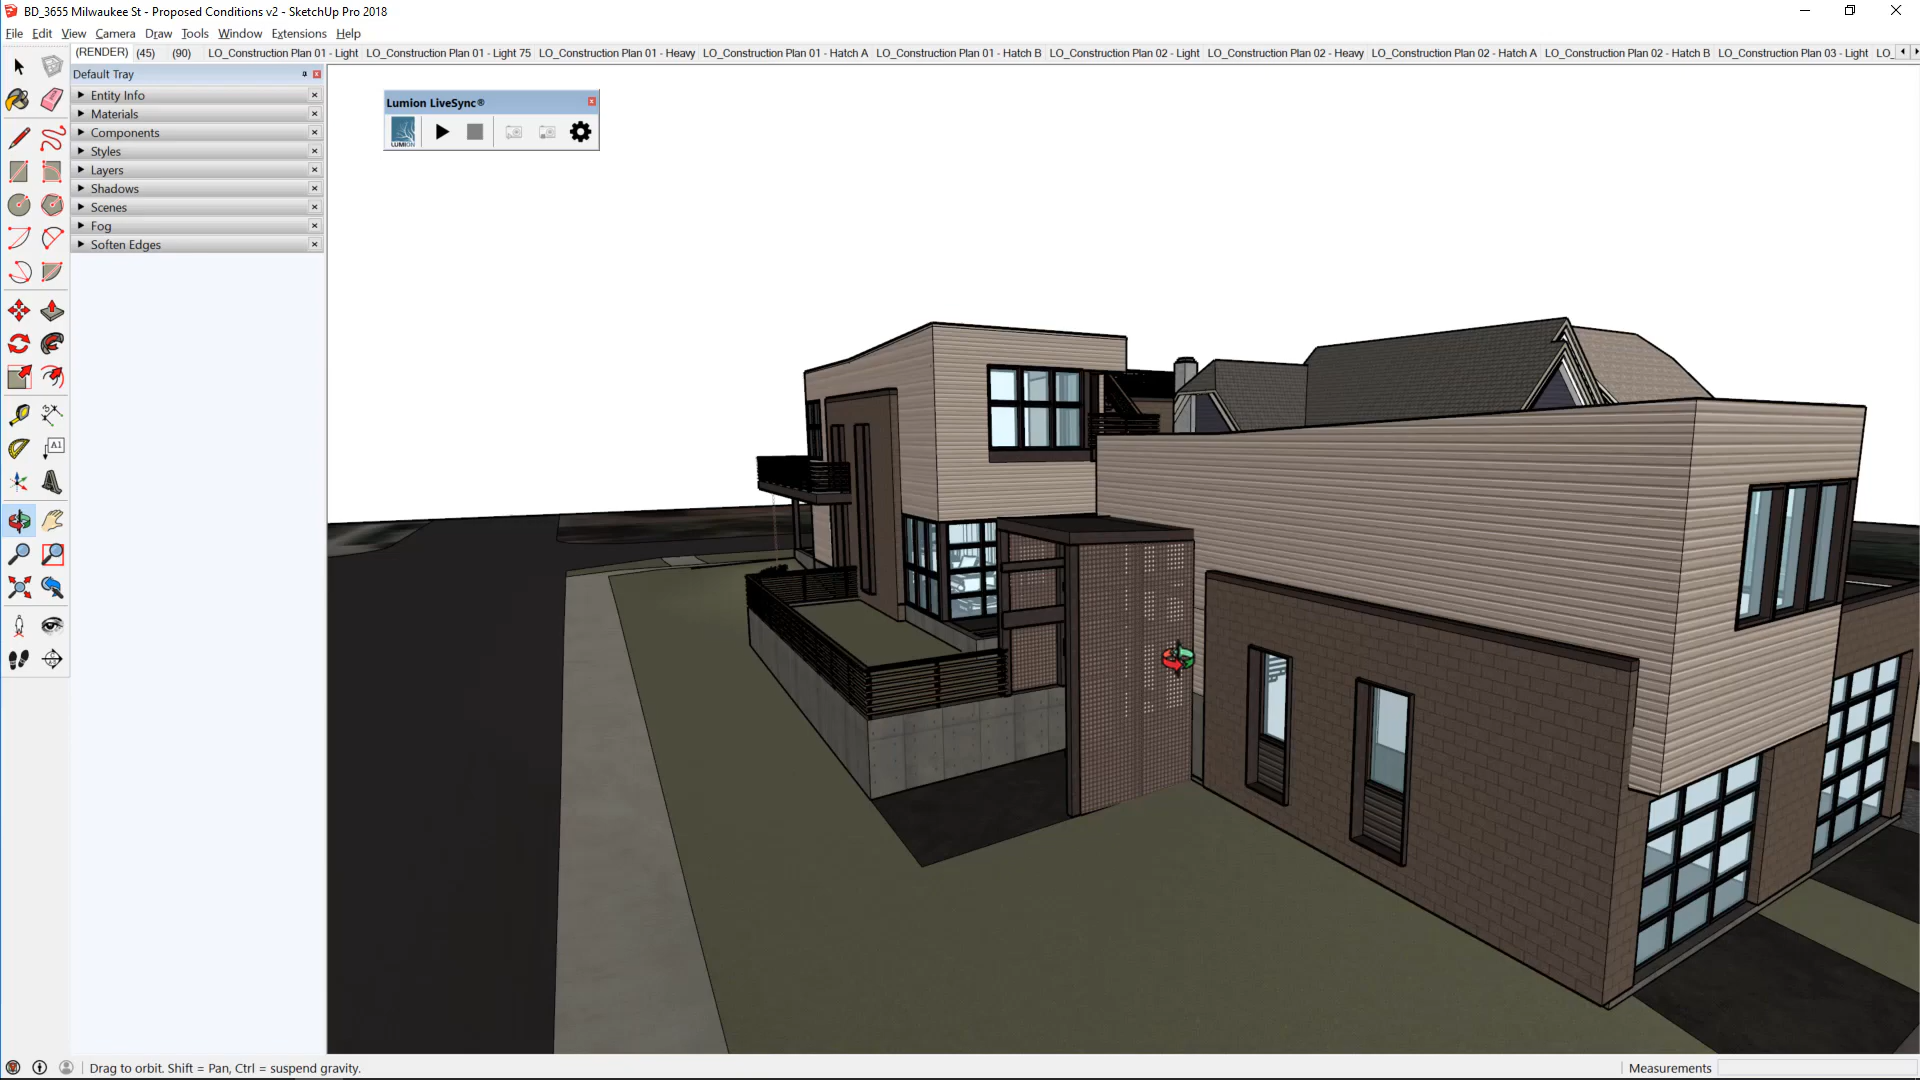 BD_3655 Milwaukee St - Proposed Conditions v2 - SketchUp Pro 2018
File Edit View Camera Draw Tools Window Extensions Help
(RENDER) (45) (90) LO_Construction Plan 01 - Light LO_Construction Plan 01 - Light 75 LO_Construction Plan 01 - Heavy LO_Construction Plan 01 - Hatch A LO_Construction Plan 01 - Hatch B LO_Construction Plan 02 - Light LO_Construction Plan 02 - Heavy LO_Construction Plan 02 - Hatch A LO_Construction Plan 02 - Hatch B LO_Construction Plan 03 - Light LO_
Default Tray
Entity Info
Materials
Components
Styles
Layers
Shadows
Scenes
Fog
Soften Edges
Lumion LiveSync®
LUMION
A1
Drag to orbit. Shift = Pan, Ctrl = suspend gravity.
Measurements